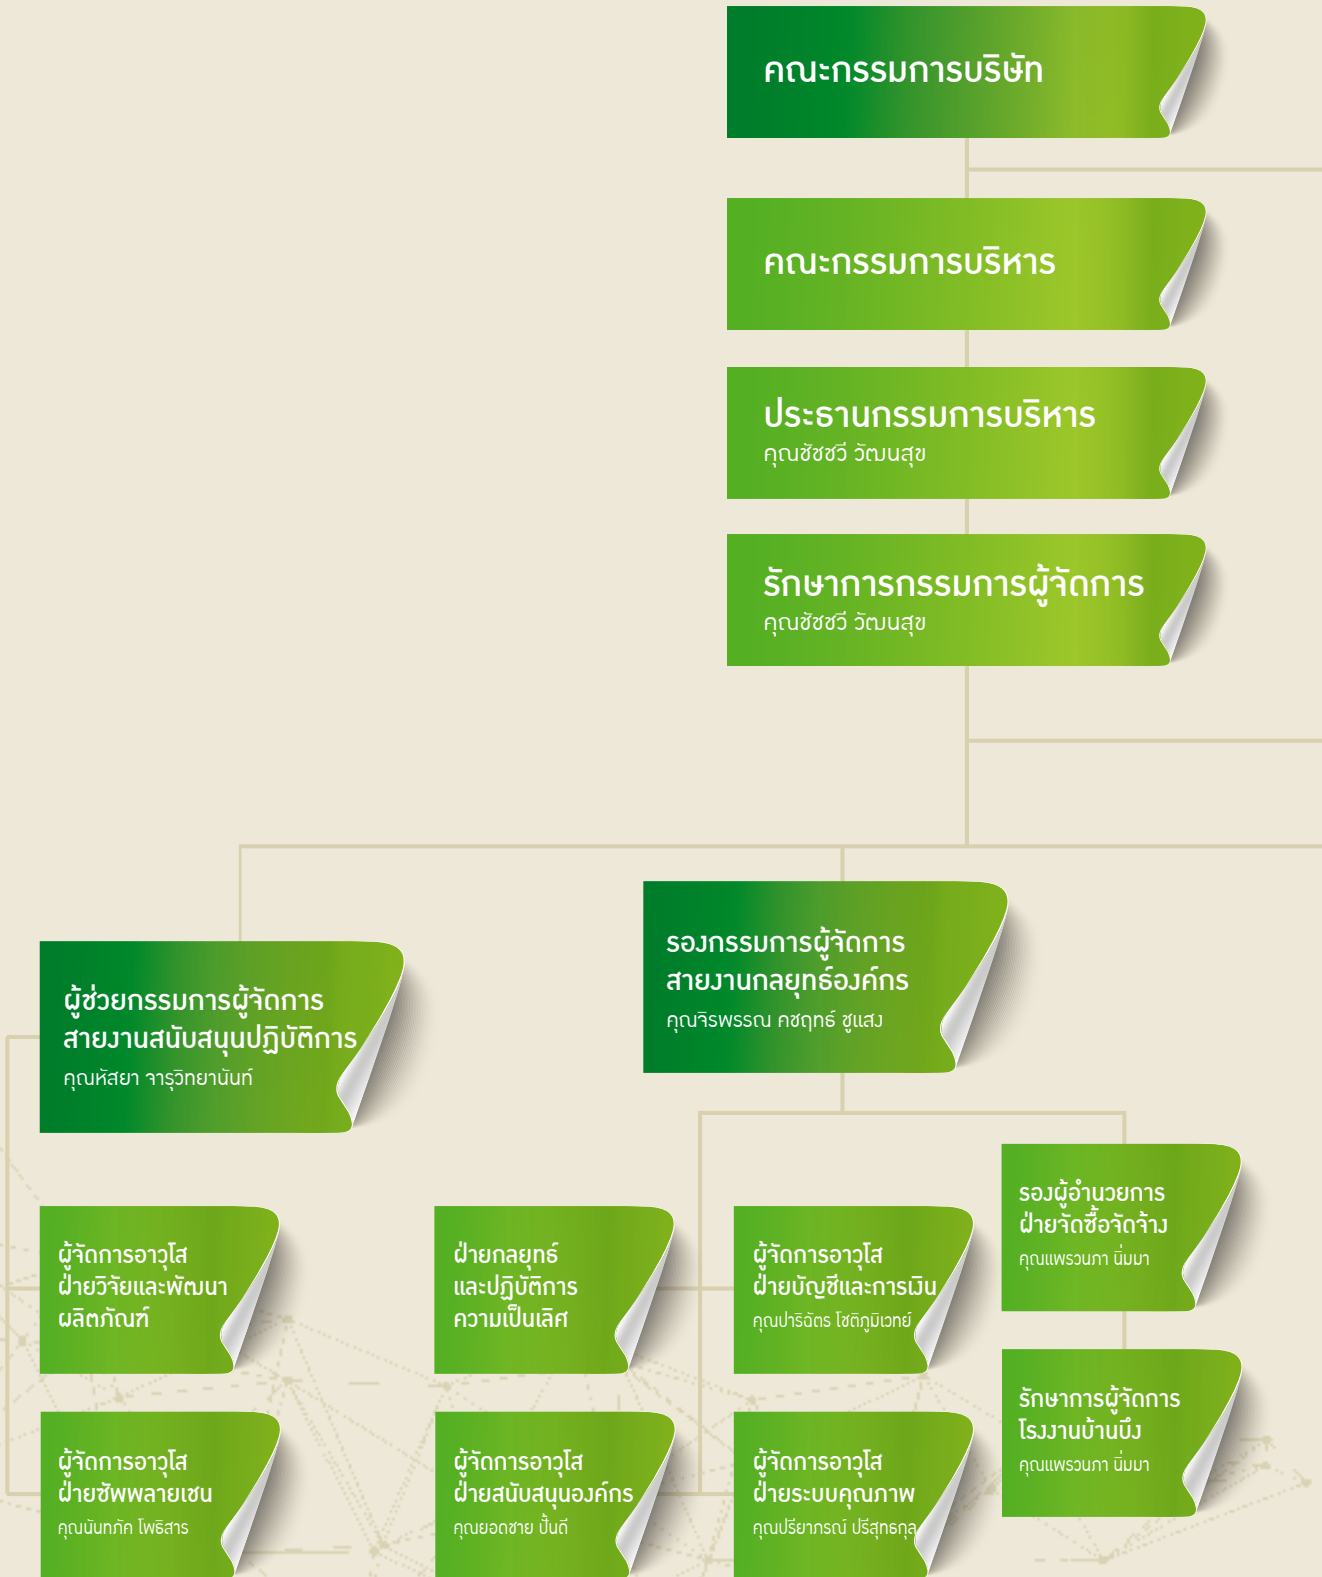 คณะกรรมการบริษัท
คณะกรรมการบริหาร
ประธานกรรมการบริหาร
คุณชัชชวี วัฒนสุข
รักษาการกรรมการผู้จัดการ
คุณชัชชวี วัฒนสุข
ผู้ช่วยกรรมการผู้จัดการ
สายงานสนับสนุนปฏิบัติการ
คุณหัสยา จารุวิทยานันท์
รองกรรมการผู้จัดการ
สายงานกลยุทธ์องค์กร
คุณจิรพรรณ คชฤทธ์ ชูแสง
ผู้จัดการอาวุโส
ฝ่ายวิจัยและพัฒนา
ผลิตภัณฑ์
ฝ่ายกลยุทธ์
และปฏิบัติการ
ความเป็นเลิศ
ผู้จัดการอาวุโส
ฝ่ายบัญชีและการเงิน
คุณปาริฉัตร โชติภูมิเวทย์
รองผู้อำนวยการ
ฝ่ายจัดซื้อจัดจ้าง
คุณแพรวนภา นิ่มมา
ผู้จัดการอาวุโส
ฝ่ายซัพพลายเชน
คุณนันทภัค โพธิสาร
ผู้จัดการอาวุโส
ฝ่ายสนับสนุนองค์กร
คุณยอดชาย ปั้นดี
ผู้จัดการอาวุโส
ฝ่ายระบบคุณภาพ
คุณปรียาภรณ์ ปรีสุทธกุล
รักษาการผู้จัดการ
โรงงานบ้านบึง
คุณแพรวนภา นิ่มมา